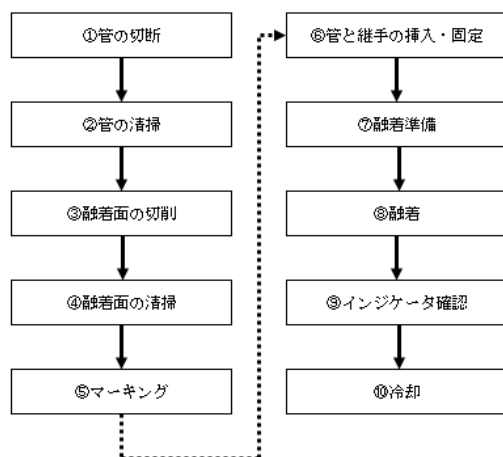 ①管の切断
②管の清掃
③融着面の切削
④融着面の清掃
⑤マーキング
⑥管と継手の挿入・固定
⑦融着準備
⑧融着
⑨インジケータ確認
⑩冷却